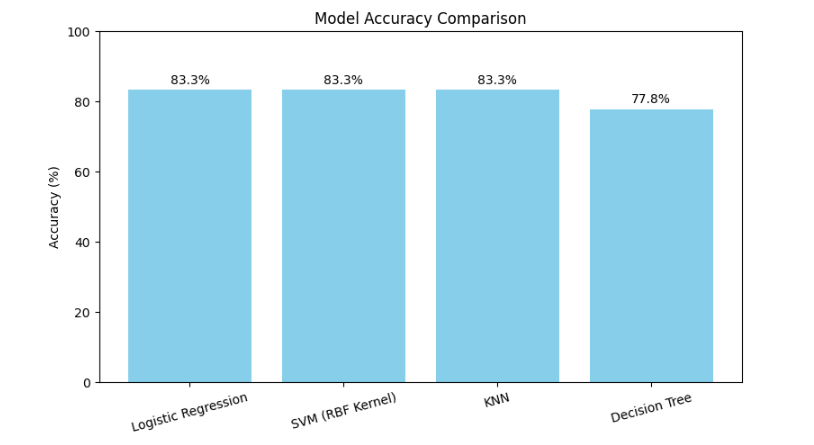 Model Accuracy Comparison
100
80
60
40
20
0
Accuracy (%)
83.3%
83.3%
83.3%
77.8%
Logistic Regression
SVM (RBF Kernel)
KNN
Decision Tree